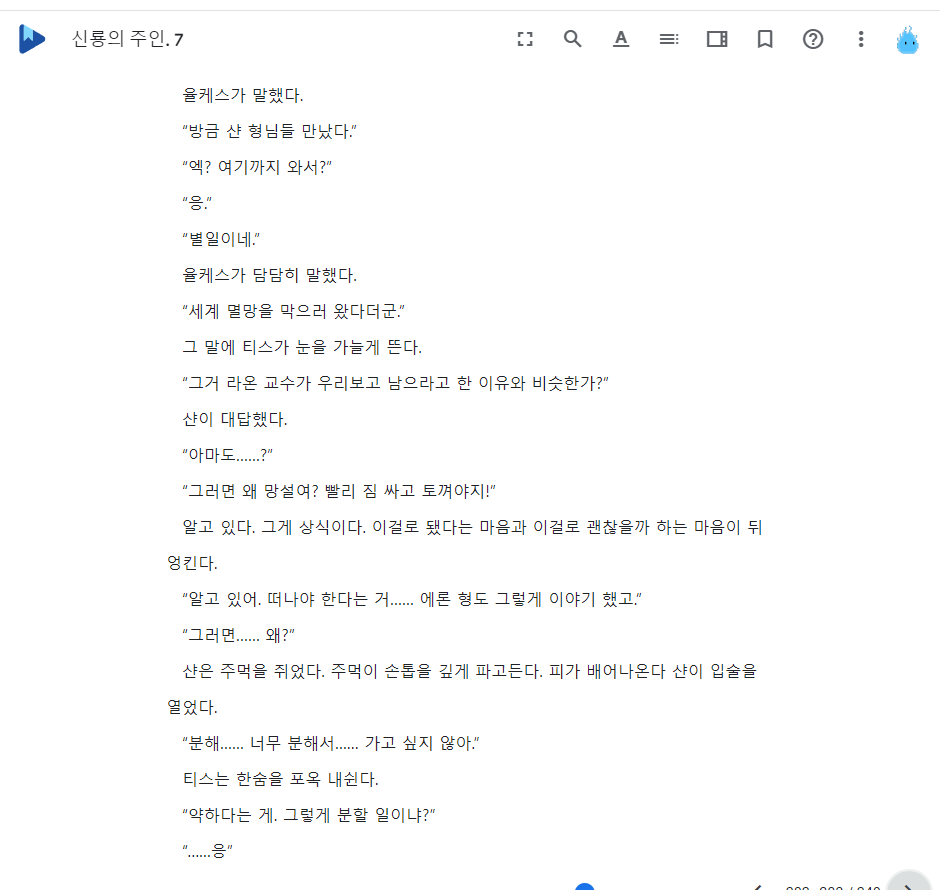 신룡의 주인. 7
율케스가 말했다.
“방금 샨 형님들 만났다.”
“엑? 여기까지 와서?”
“응.”
“별일이네.”
율케스가 담담히 말했다.
“세계 멸망을 막으러 왔다더군.”
그 말에 티스가 눈을 가늘게 뜬다.
“그거 라온 교수가 우리보고 남으라고 한 이유와 비슷한가?”
샨이 대답했다.
“아마도……?”
“그러면 왜 망설여? 빨리 짐 싸고 토껴야지!”
알고 있다. 그게 상식이다. 이걸로 됐다는 마음과 이걸로 괜찮을까 하는 마음이 뒤
엉킨다.
“알고 있어. 떠나야 한다는 거…… 에론 형도 그렇게 이야기 했고.”
“그러면…… 왜?”
샨은 주먹을 쥐었다. 주먹이 손톱을 깊게 파고든다. 피가 배어나온다 샨이 입술을
열었다.
“분해…… 너무 분해서…… 가고 싶지 않아.”
티스는 한숨을 포옥 내쉰다.
“약하다는 게. 그렇게 분할 일이냐?”
“……응”